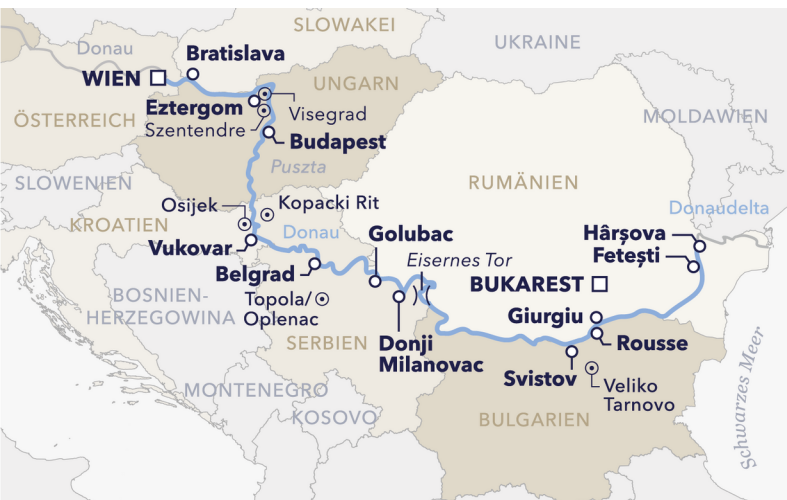 SLOWAKEI
UKRAINE
Donau
Bratislava
WIEN
UNGARN
Eztergom
Visegrad
ÖSTERREICH
Szentendre
MOLDAWIEN
Budapest
Puszta
SLOWENIEN
RUMÄNIEN
Osijek
Kopacki Rit
Donaudelta
KROATIEN
Donau
Golubac
Hârșova
Vukovar
Fetești
Eisernes Tor
Belgrad
BUKAREST
BOSNIEN-
HERZEGOWINA
Topola/
Oplenac
Giurgiu
SERBIEN
Donji
Milanovac
Rousse
Schwarzes Meer
Svistov
Veliko
Tarnovo
MONTENEGRO
KOSOVO
BULGARIEN